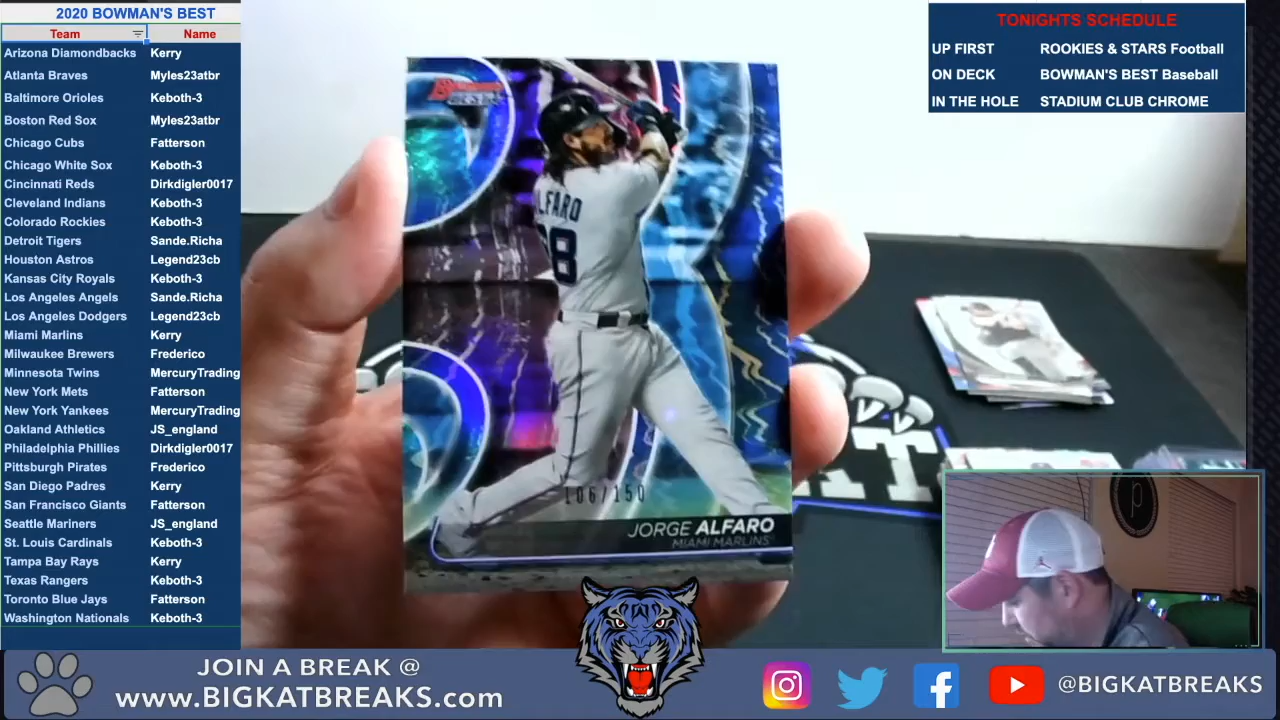 2020 BOWMAN'S BEST
Team Name
Arizona Diamondbacks Kerry
Atlanta Braves Myles23atbr
Baltimore Orioles Keboth-3
Boston Red Sox Myles23atbr
Chicago Cubs Fatterson
Chicago White Sox Keboth-3
Cincinnati Reds Dirkdigler0017
Cleveland Indians Keboth-3
Colorado Rockies Keboth-3
Detroit Tigers Sande.Richa
Houston Astros Legend23cb
Kansas City Royals Keboth-3
Los Angeles Angels Sande.Richa
Los Angeles Dodgers Legend23cb
Miami Marlins Kerry
Milwaukee Brewers Frederico
Minnesota Twins MercuryTrading
New York Mets Fatterson
New York Yankees MercuryTrading
Oakland Athletics JS_england
Philadelphia Phillies Dirkdigler0017
Pittsburgh Pirates Frederico
San Diego Padres Kerry
San Francisco Giants Fatterson
Seattle Mariners JS_england
St. Louis Cardinals Keboth-3
Tampa Bay Rays Kerry
Texas Rangers Keboth-3
Toronto Blue Jays Fatterson
Washington Nationals Keboth-3
TONIGHTS SCHEDULE
UP FIRST ROOKIES & STARS Football
ON DECK BOWMAN'S BEST Baseball
IN THE HOLE STADIUM CLUB CHROME
Bowman's
BEST
ALFARO
38
106/150
JORGE ALFARO
MIAMI MARLINS
JOIN A BREAK @
www.BIGKATBREAKS.com
@BIGKATBREAKS